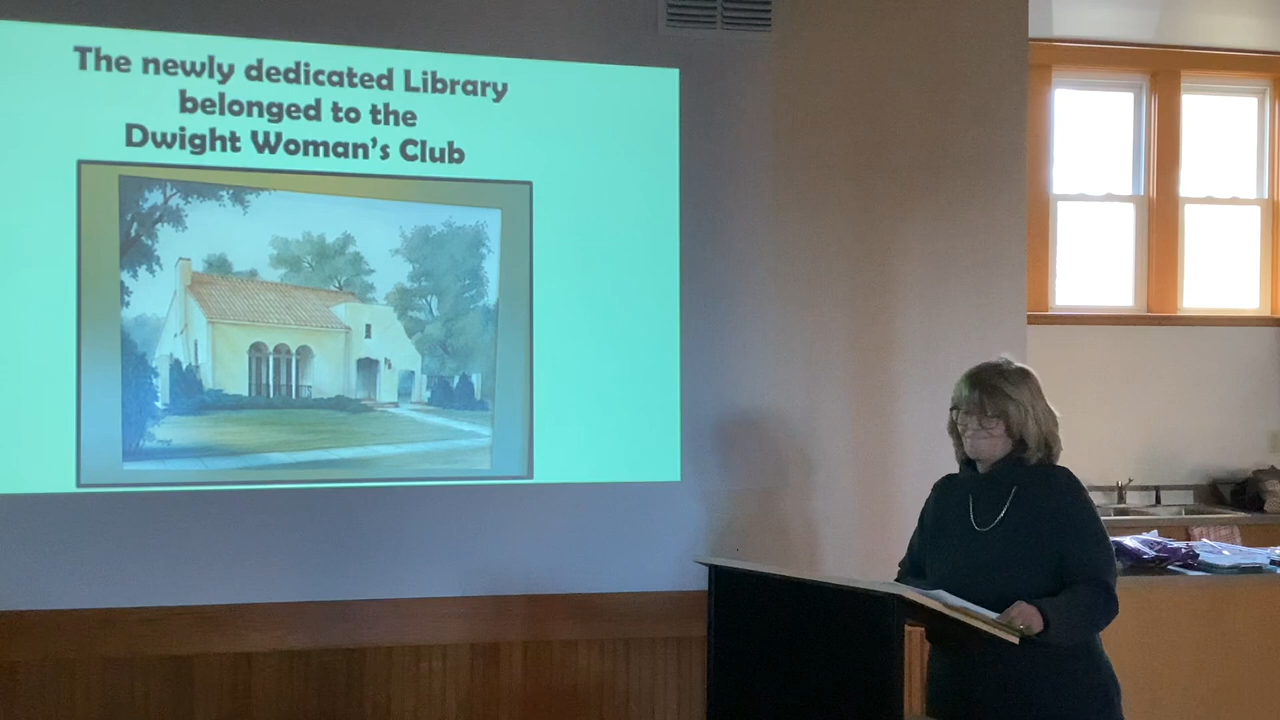 The newly dedicated Library
belonged to the
Dwight Woman's Club